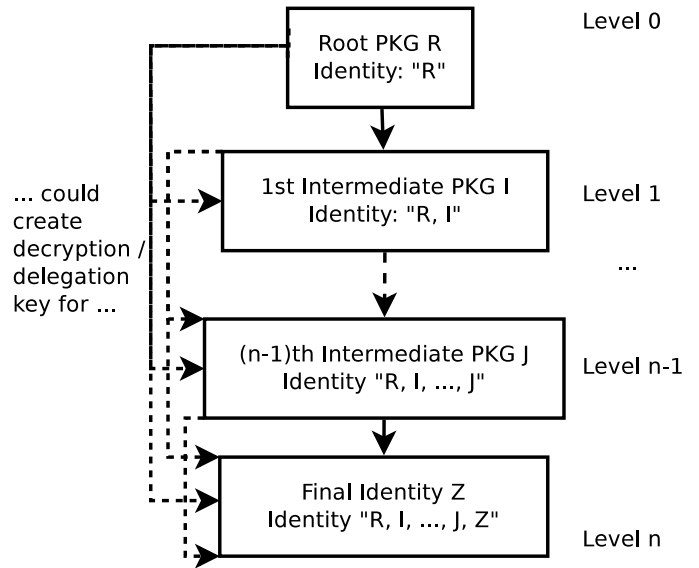 Level 0
Root PKG R
Identity: "R"
1st Intermediate PKG I
Identity: "R, I"
Level 1
... could
create
decryption /
delegation
key for ...
...
(n-1)th Intermediate PKG J
Identity "R, I, ..., J"
Level n-1
Final Identity Z
Identity "R, I, ..., J, Z"
Level n